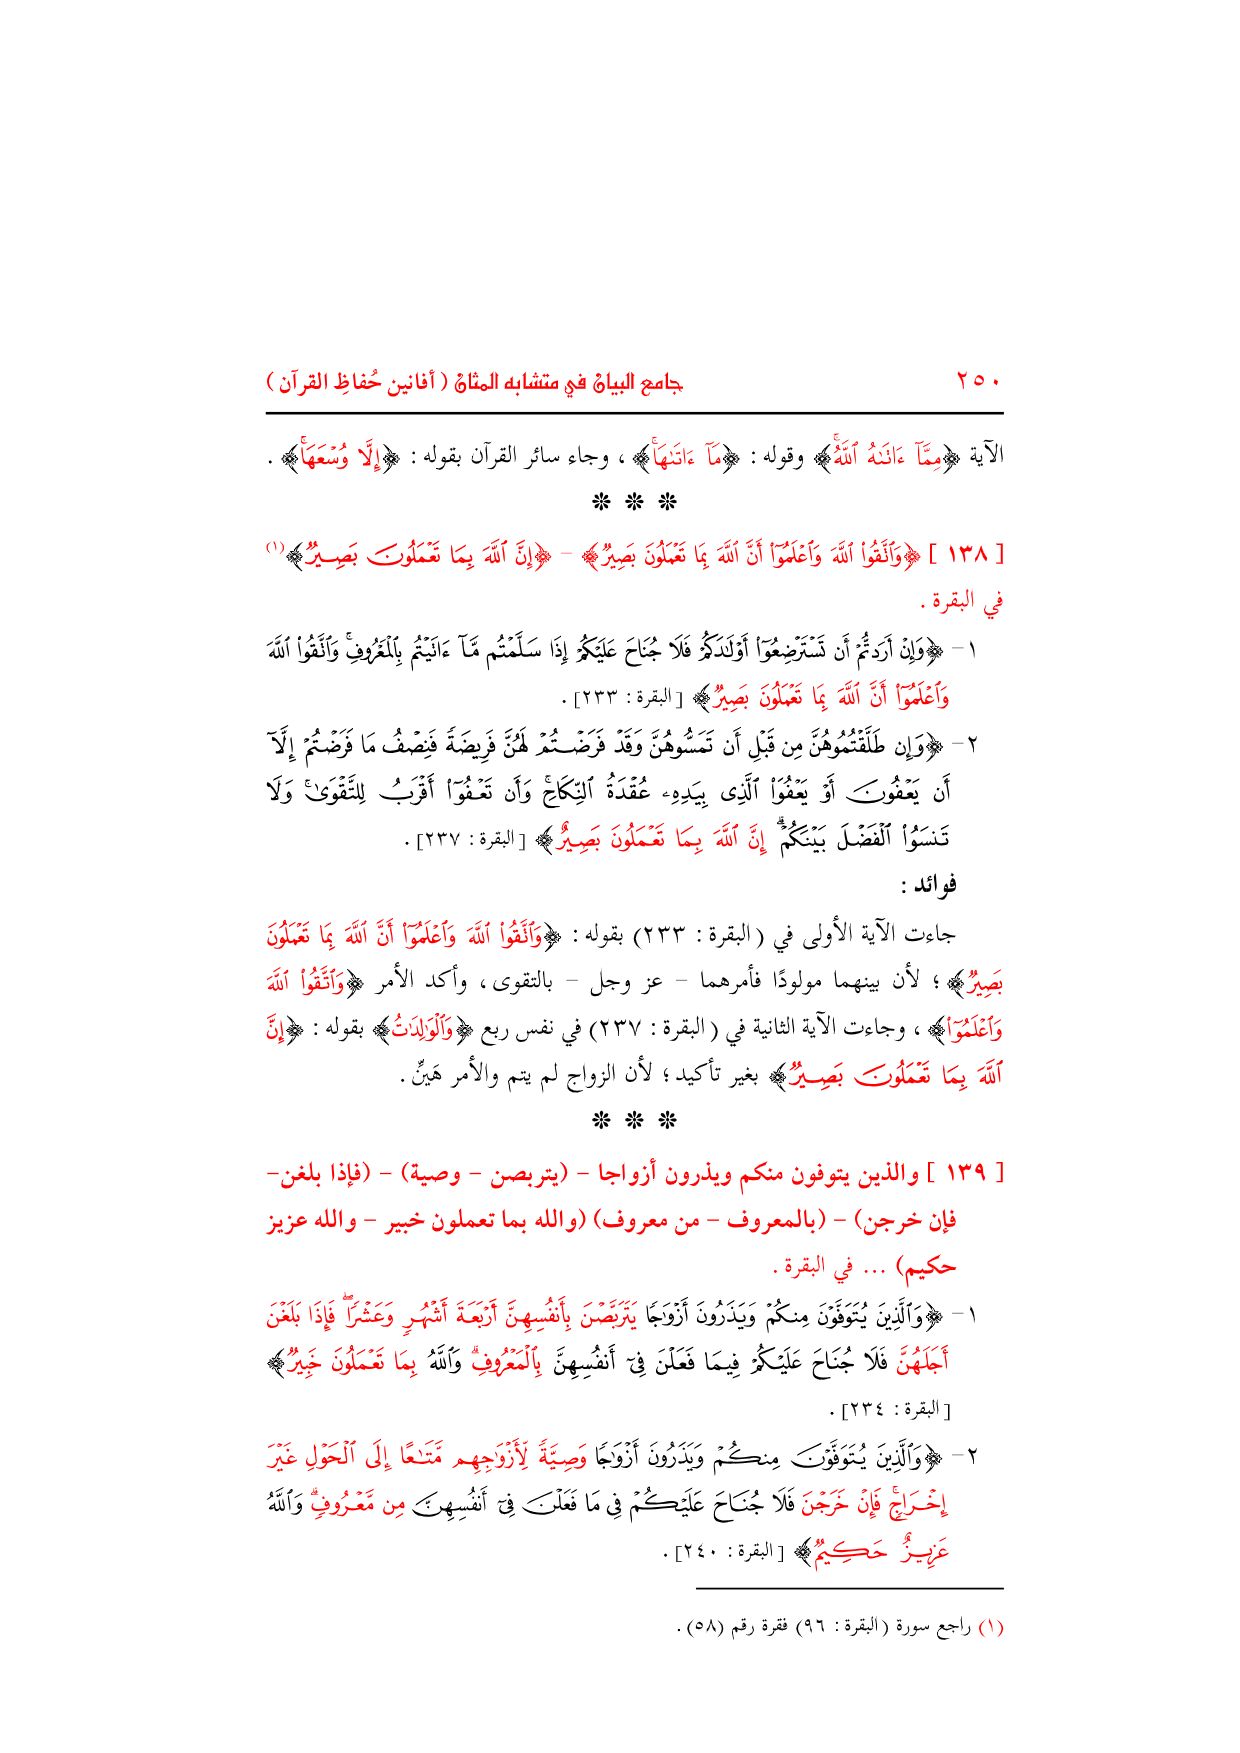 ٢٥٠ جامع البيان في متشابه المثان ( أفانين حُفاظِ القرآن )
الآية ﴿مِمَّآ ءَاتَىٰهُ ٱللَّهُۚ﴾ وقوله : ﴿مَآ ءَاتَىٰهَاۚ﴾ ، وجاء سائر القرآن بقوله : ﴿إِلَّا وُسۡعَهَاۚ﴾ .
❋ ❋ ❋
[ ١٣٨ ] ﴿وَٱتَّقُواْ ٱللَّهَ وَٱعۡلَمُوٓاْ أَنَّ ٱللَّهَ بِمَا تَعۡمَلُونَ بَصِيرٞ﴾ – ﴿إِنَّ ٱللَّهَ بِمَا تَعۡمَلُونَ بَصِيرٞ﴾(١)
في البقرة .
١– ﴿وَإِنۡ أَرَدتُّمۡ أَن تَسۡتَرۡضِعُوٓاْ أَوۡلَٰدَكُمۡ فَلَا جُنَاحَ عَلَيۡكُمۡ إِذَا سَلَّمۡتُم مَّآ ءَاتَيۡتُم بِٱلۡمَعۡرُوفِۗ وَٱتَّقُواْ ٱللَّهَ
وَٱعۡلَمُوٓاْ أَنَّ ٱللَّهَ بِمَا تَعۡمَلُونَ بَصِيرٞ﴾ [البقرة : ٢٣٣] .
٢– ﴿وَإِن طَلَّقۡتُمُوهُنَّ مِن قَبۡلِ أَن تَمَسُّوهُنَّ وَقَدۡ فَرَضۡتُمۡ لَهُنَّ فَرِيضَةٗ فَنِصۡفُ مَا فَرَضۡتُمۡ إِلَّآ
أَن يَعۡفُونَ أَوۡ يَعۡفُوَاْ ٱلَّذِي بِيَدِهِۦ عُقۡدَةُ ٱلنِّكَاحِۚ وَأَن تَعۡفُوٓاْ أَقۡرَبُ لِلتَّقۡوَىٰۚ وَلَا
تَنسَوُاْ ٱلۡفَضۡلَ بَيۡنَكُمۡۚ إِنَّ ٱللَّهَ بِمَا تَعۡمَلُونَ بَصِيرٌ﴾ [البقرة : ٢٣٧] .
فوائد :
جاءت الآية الأولى في (البقرة : ٢٣٣) بقوله : ﴿وَٱتَّقُواْ ٱللَّهَ وَٱعۡلَمُوٓاْ أَنَّ ٱللَّهَ بِمَا تَعۡمَلُونَ
بَصِيرٞ﴾ ؛ لأن بينهما مولودًا فأمرهما – عز وجل – بالتقوى ، وأكد الأمر ﴿وَٱتَّقُواْ ٱللَّهَ
وَٱعۡلَمُوٓاْ﴾ ، وجاءت الآية الثانية في (البقرة : ٢٣٧) في نفس ربع ﴿وَٱلۡوَٰلِدَٰتُ﴾ بقوله : ﴿إِنَّ
ٱللَّهَ بِمَا تَعۡمَلُونَ بَصِيرٞ﴾ بغير تأكيد ؛ لأن الزواج لم يتم والأمر هَيِّنٌ .
❋ ❋ ❋
[ ١٣٩ ] والذين يتوفون منكم ويذرون أزواجا – (يتربصن – وصية) – (فإذا بلغن–
فإن خرجن) – (بالمعروف – من معروف) (والله بما تعملون خبير – والله عزيز
حكيم) ... في البقرة .
١– ﴿وَٱلَّذِينَ يُتَوَفَّوۡنَ مِنكُمۡ وَيَذَرُونَ أَزۡوَٰجٗا يَتَرَبَّصۡنَ بِأَنفُسِهِنَّ أَرۡبَعَةَ أَشۡهُرٖ وَعَشۡرٗاۖ فَإِذَا بَلَغۡنَ
أَجَلَهُنَّ فَلَا جُنَاحَ عَلَيۡكُمۡ فِيمَا فَعَلۡنَ فِيٓ أَنفُسِهِنَّ بِٱلۡمَعۡرُوفِۗ وَٱللَّهُ بِمَا تَعۡمَلُونَ خَبِيرٞ﴾
[البقرة : ٢٣٤] .
٢– ﴿وَٱلَّذِينَ يُتَوَفَّوۡنَ مِنكُمۡ وَيَذَرُونَ أَزۡوَٰجٗا وَصِيَّةٗ لِّأَزۡوَٰجِهِم مَّتَٰعًا إِلَى ٱلۡحَوۡلِ غَيۡرَ
إِخۡرَاجٖۚ فَإِنۡ خَرَجۡنَ فَلَا جُنَاحَ عَلَيۡكُمۡ فِي مَا فَعَلۡنَ فِيٓ أَنفُسِهِنَّ مِن مَّعۡرُوفٖۗ وَٱللَّهُ
عَزِيزٌ حَكِيمٞ﴾ [البقرة : ٢٤٠] .
(١) راجع سورة (البقرة : ٩٦) فقرة رقم (٥٨) .